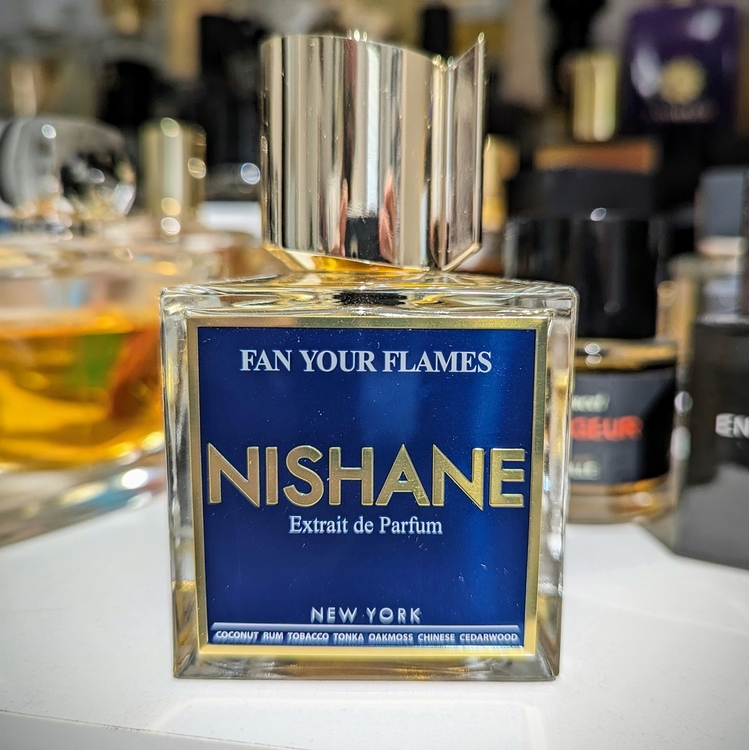 FAN YOUR FLAMES
NISHANE
Extrait de Parfum
NEW YORK
COCONUT RUM TOBACCO TONKA OAKMOSS CHINESE CEDARWOOD